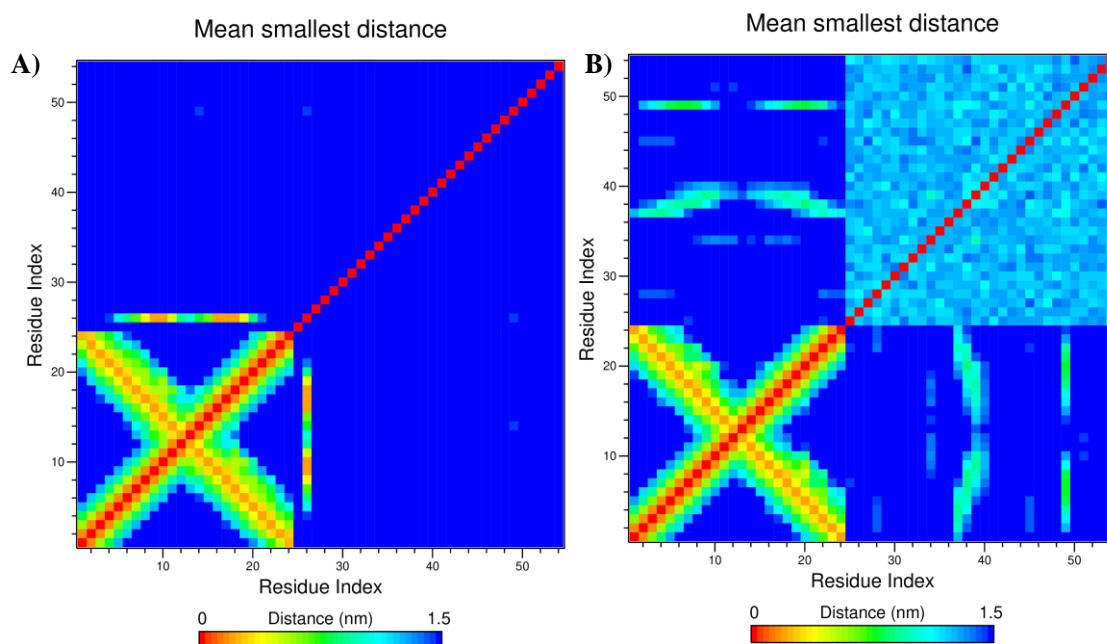 Mean smallest distance
A)
Residue Index
50
40
30
20
10
10 20 30 40 50
Residue Index
0 Distance (nm) 1.5
Mean smallest distance
B)
Residue Index
50
40
30
20
10
10 20 30 40 50
Residue Index
0 Distance (nm) 1.5